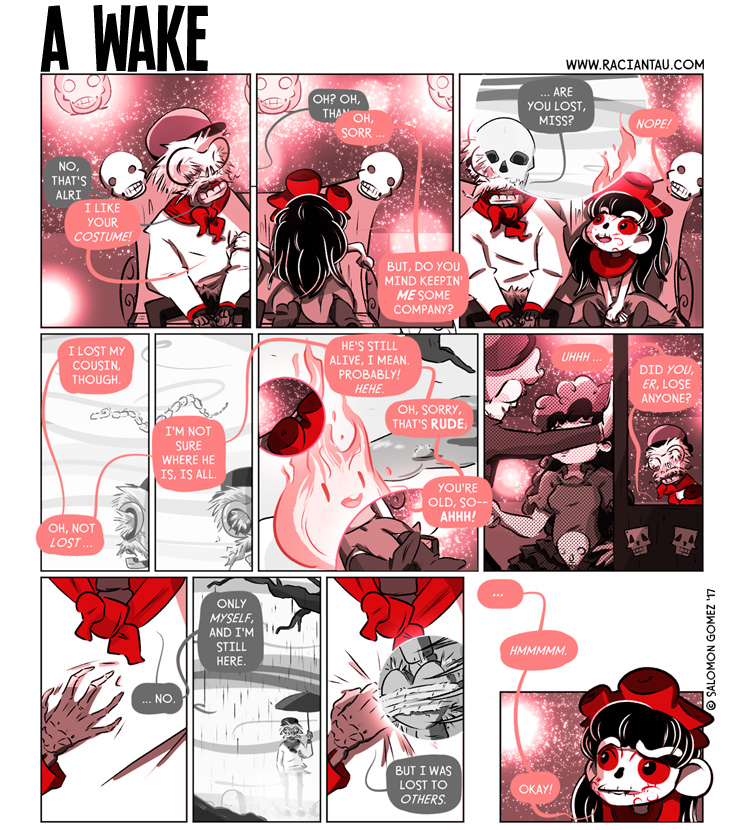 A WAKE
WWW.RACIANTAU.COM
NO,
THAT'S
ALRI
I LIKE
YOUR
COSTUME!
OH? OH,
THAN
OH,
SORR ...
BUT, DO YOU
MIND KEEPIN'
ME SOME
COMPANY?
... ARE
YOU LOST,
MISS?
NOPE!
I LOST MY
COUSIN,
THOUGH.
OH, NOT
LOST ...
I'M NOT
SURE
WHERE HE
IS, IS ALL.
HE'S STILL
ALIVE, I MEAN.
PROBABLY!
HEHE.
OH, SORRY,
THAT'S RUDE,
YOU'RE
OLD, SO--
AHHH!
UHHH ...
DID YOU,
ER, LOSE
ANYONE?
... NO.
ONLY
MYSELF,
AND I'M
STILL
HERE.
BUT I WAS
LOST TO
OTHERS.
...
HMMMMM.
OKAY!
© SALOMON GOMEZ '17